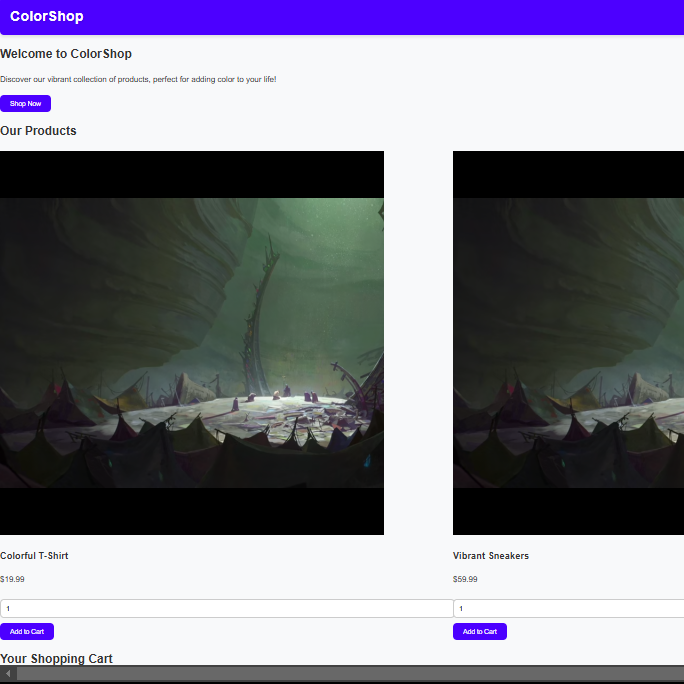 ColorShop
Welcome to ColorShop
Discover our vibrant collection of products, perfect for adding color to your life!
Shop Now
Our Products
Colorful T-Shirt
$19.99
1
Add to Cart
Vibrant Sneakers
$59.99
1
Add to Cart
Your Shopping Cart